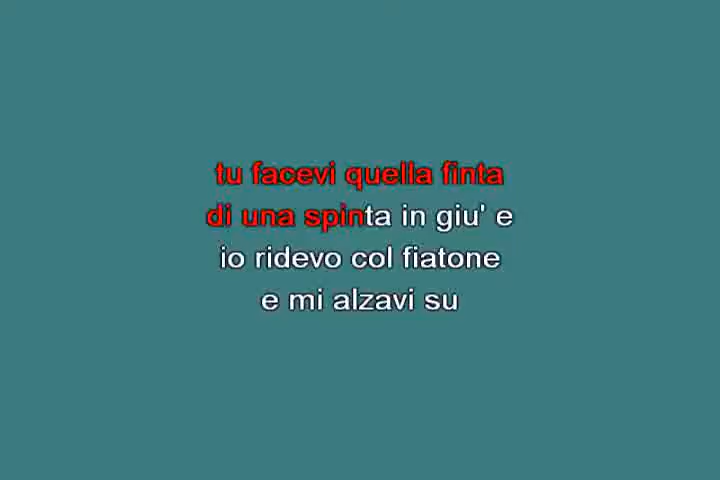 tu facevi quella finta
di una spinta in giu' e
io ridevo col fiatone
e mi alzavi su